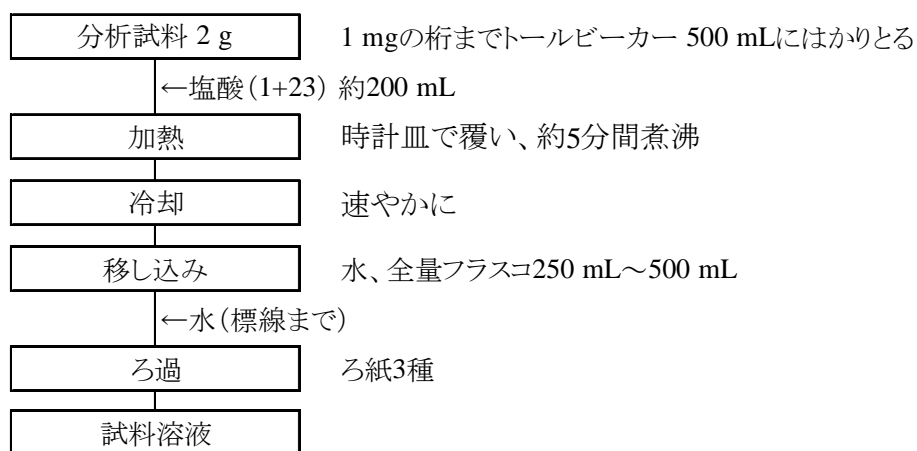 分析試料 2 g 1 mgの桁までトールビーカー 500 mLにはかりとる
←塩酸(1+23) 約200 mL
加熱 時計皿で覆い、約5分間煮沸
冷却 速やかに
移し込み 水、全量フラスコ250 mL～500 mL
←水(標線まで)
ろ過 ろ紙3種
試料溶液